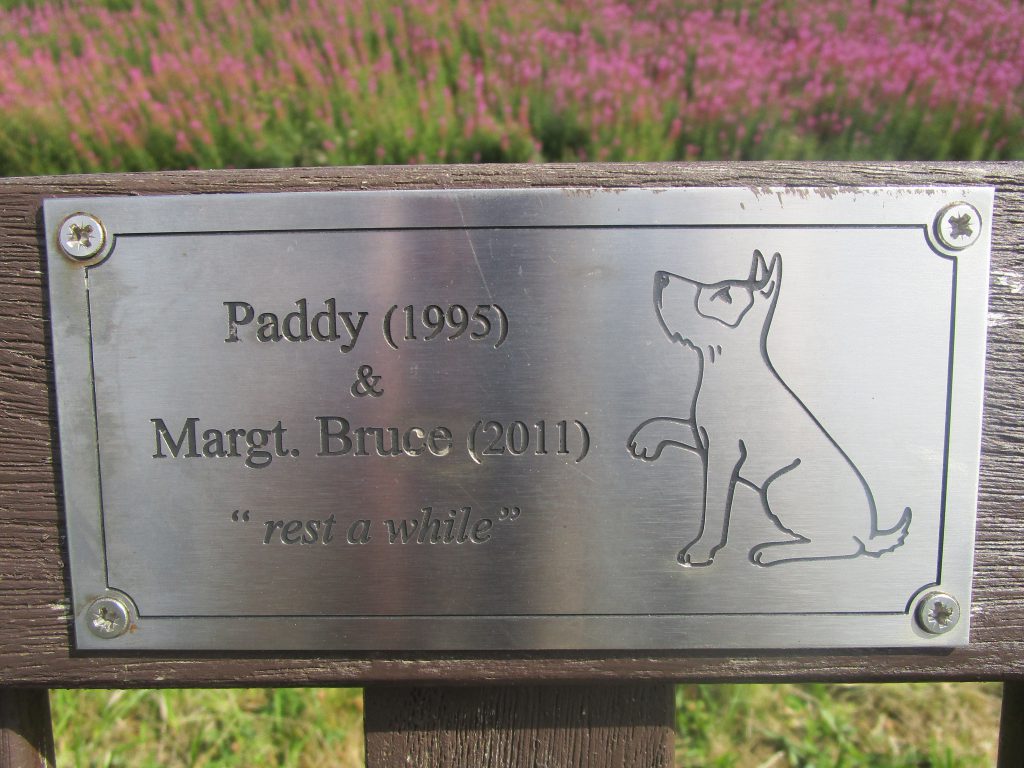 Paddy (1995)
&
Margt. Bruce (2011)
“ rest a while”